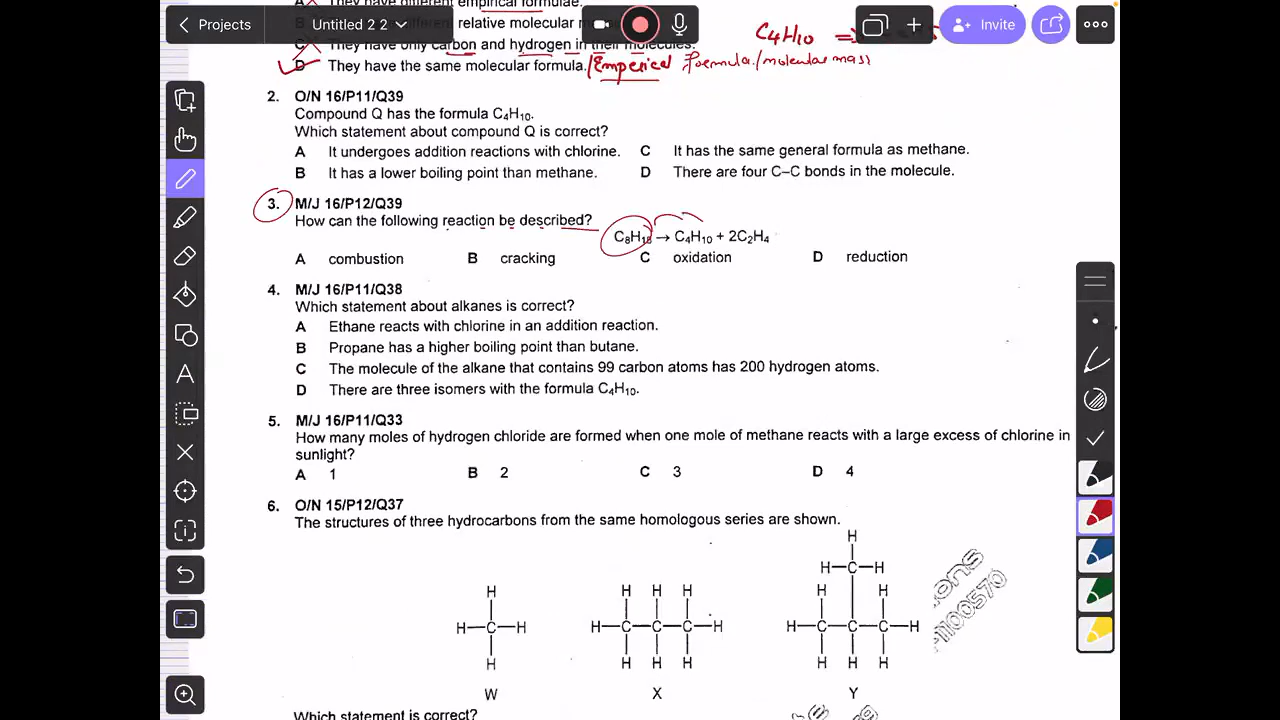 Projects
Untitled 2 2
Invite
A They have different empirical formulae.
relative molecular
C They have only carbon and hydrogen in their molecules.
C₄H₁₀ =
D They have the same molecular formula. /Emperical Formula./molecular mass
2. O/N 16/P11/Q39
Compound Q has the formula C₄H₁₀.
Which statement about compound Q is correct?
A It undergoes addition reactions with chlorine. C It has the same general formula as methane.
B It has a lower boiling point than methane. D There are four C–C bonds in the molecule.
3. M/J 16/P12/Q39
How can the following reaction be described?
C₈H₁₈ → C₄H₁₀ + 2C₂H₄
A combustion B cracking C oxidation D reduction
4. M/J 16/P11/Q38
Which statement about alkanes is correct?
A Ethane reacts with chlorine in an addition reaction.
B Propane has a higher boiling point than butane.
C The molecule of the alkane that contains 99 carbon atoms has 200 hydrogen atoms.
D There are three isomers with the formula C₄H₁₀.
5. M/J 16/P11/Q33
How many moles of hydrogen chloride are formed when one mole of methane reacts with a large excess of chlorine in
sunlight?
A 1 B 2 C 3 D 4
6. O/N 15/P12/Q37
The structures of three hydrocarbons from the same homologous series are shown.
H
H–C–H
H H H H H H
H–C–H H–C–C–C–H H–C–C–C–H
H H H H H H H
W X Y
ons
1100570
Which statement is correct?